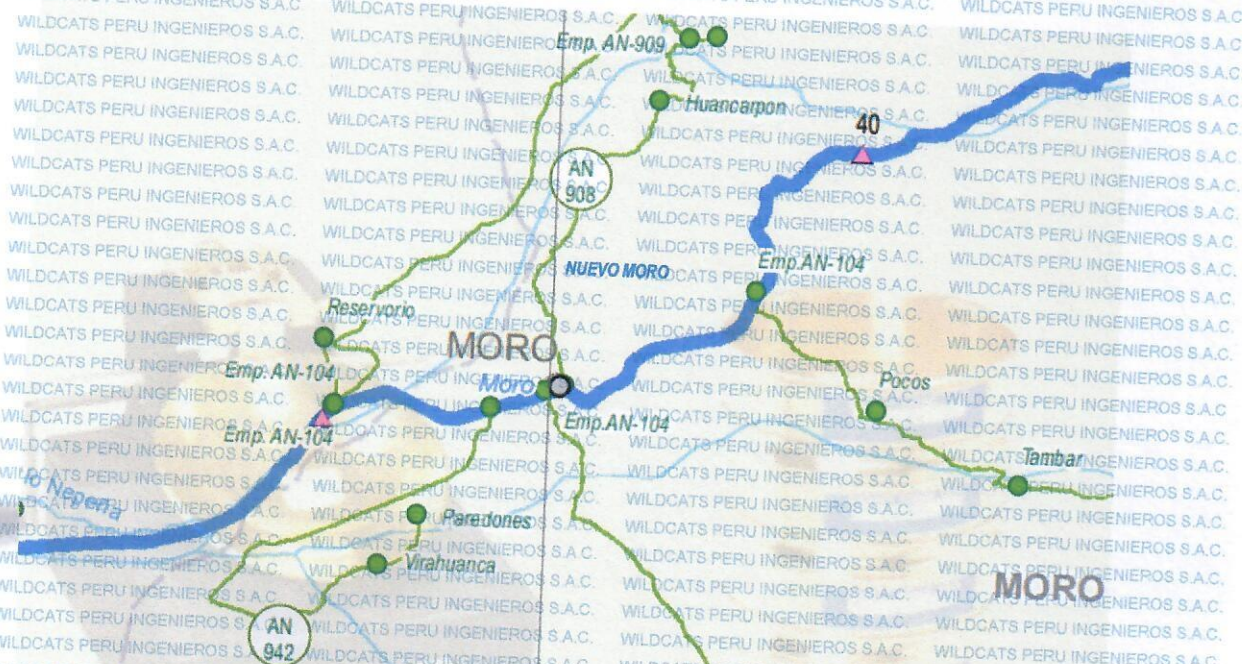 WILDCATS PERU INGENIEROS S.A.C.
Emp. AN-909
Huancarpon
40
AN
908
NUEVO MORO
Emp.AN-104
Reservorio
MORO
Emp. AN-104
Moro
Pocos
Emp. AN-104
Emp.AN-104
Tambar
Nepeña
Paredones
Virahuanca
MORO
AN
942